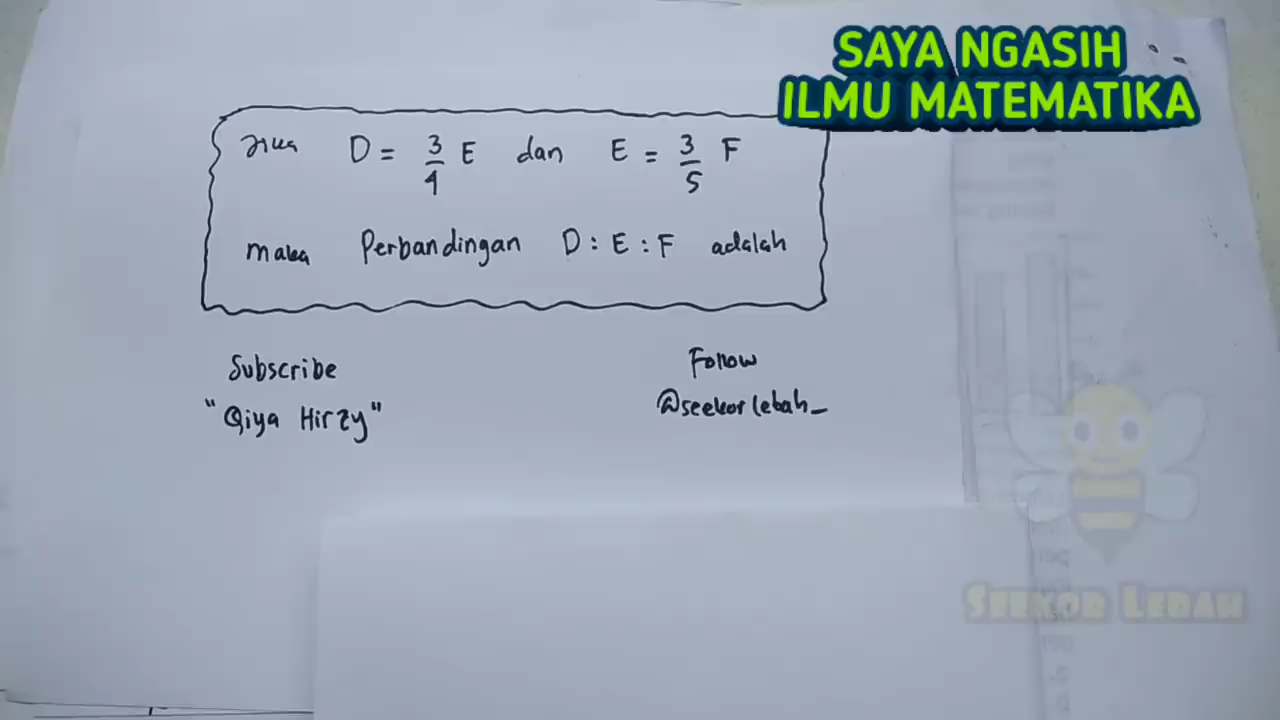 SAYA NGASIH
ILMU MATEMATIKA
Jika D = 3/4 E dan E = 3/5 F
maka Perbandingan D : E : F adalah
Subscribe
"Qiya Hirzy"
Follow
@seekorlebah_
SEEKOR LEBAH